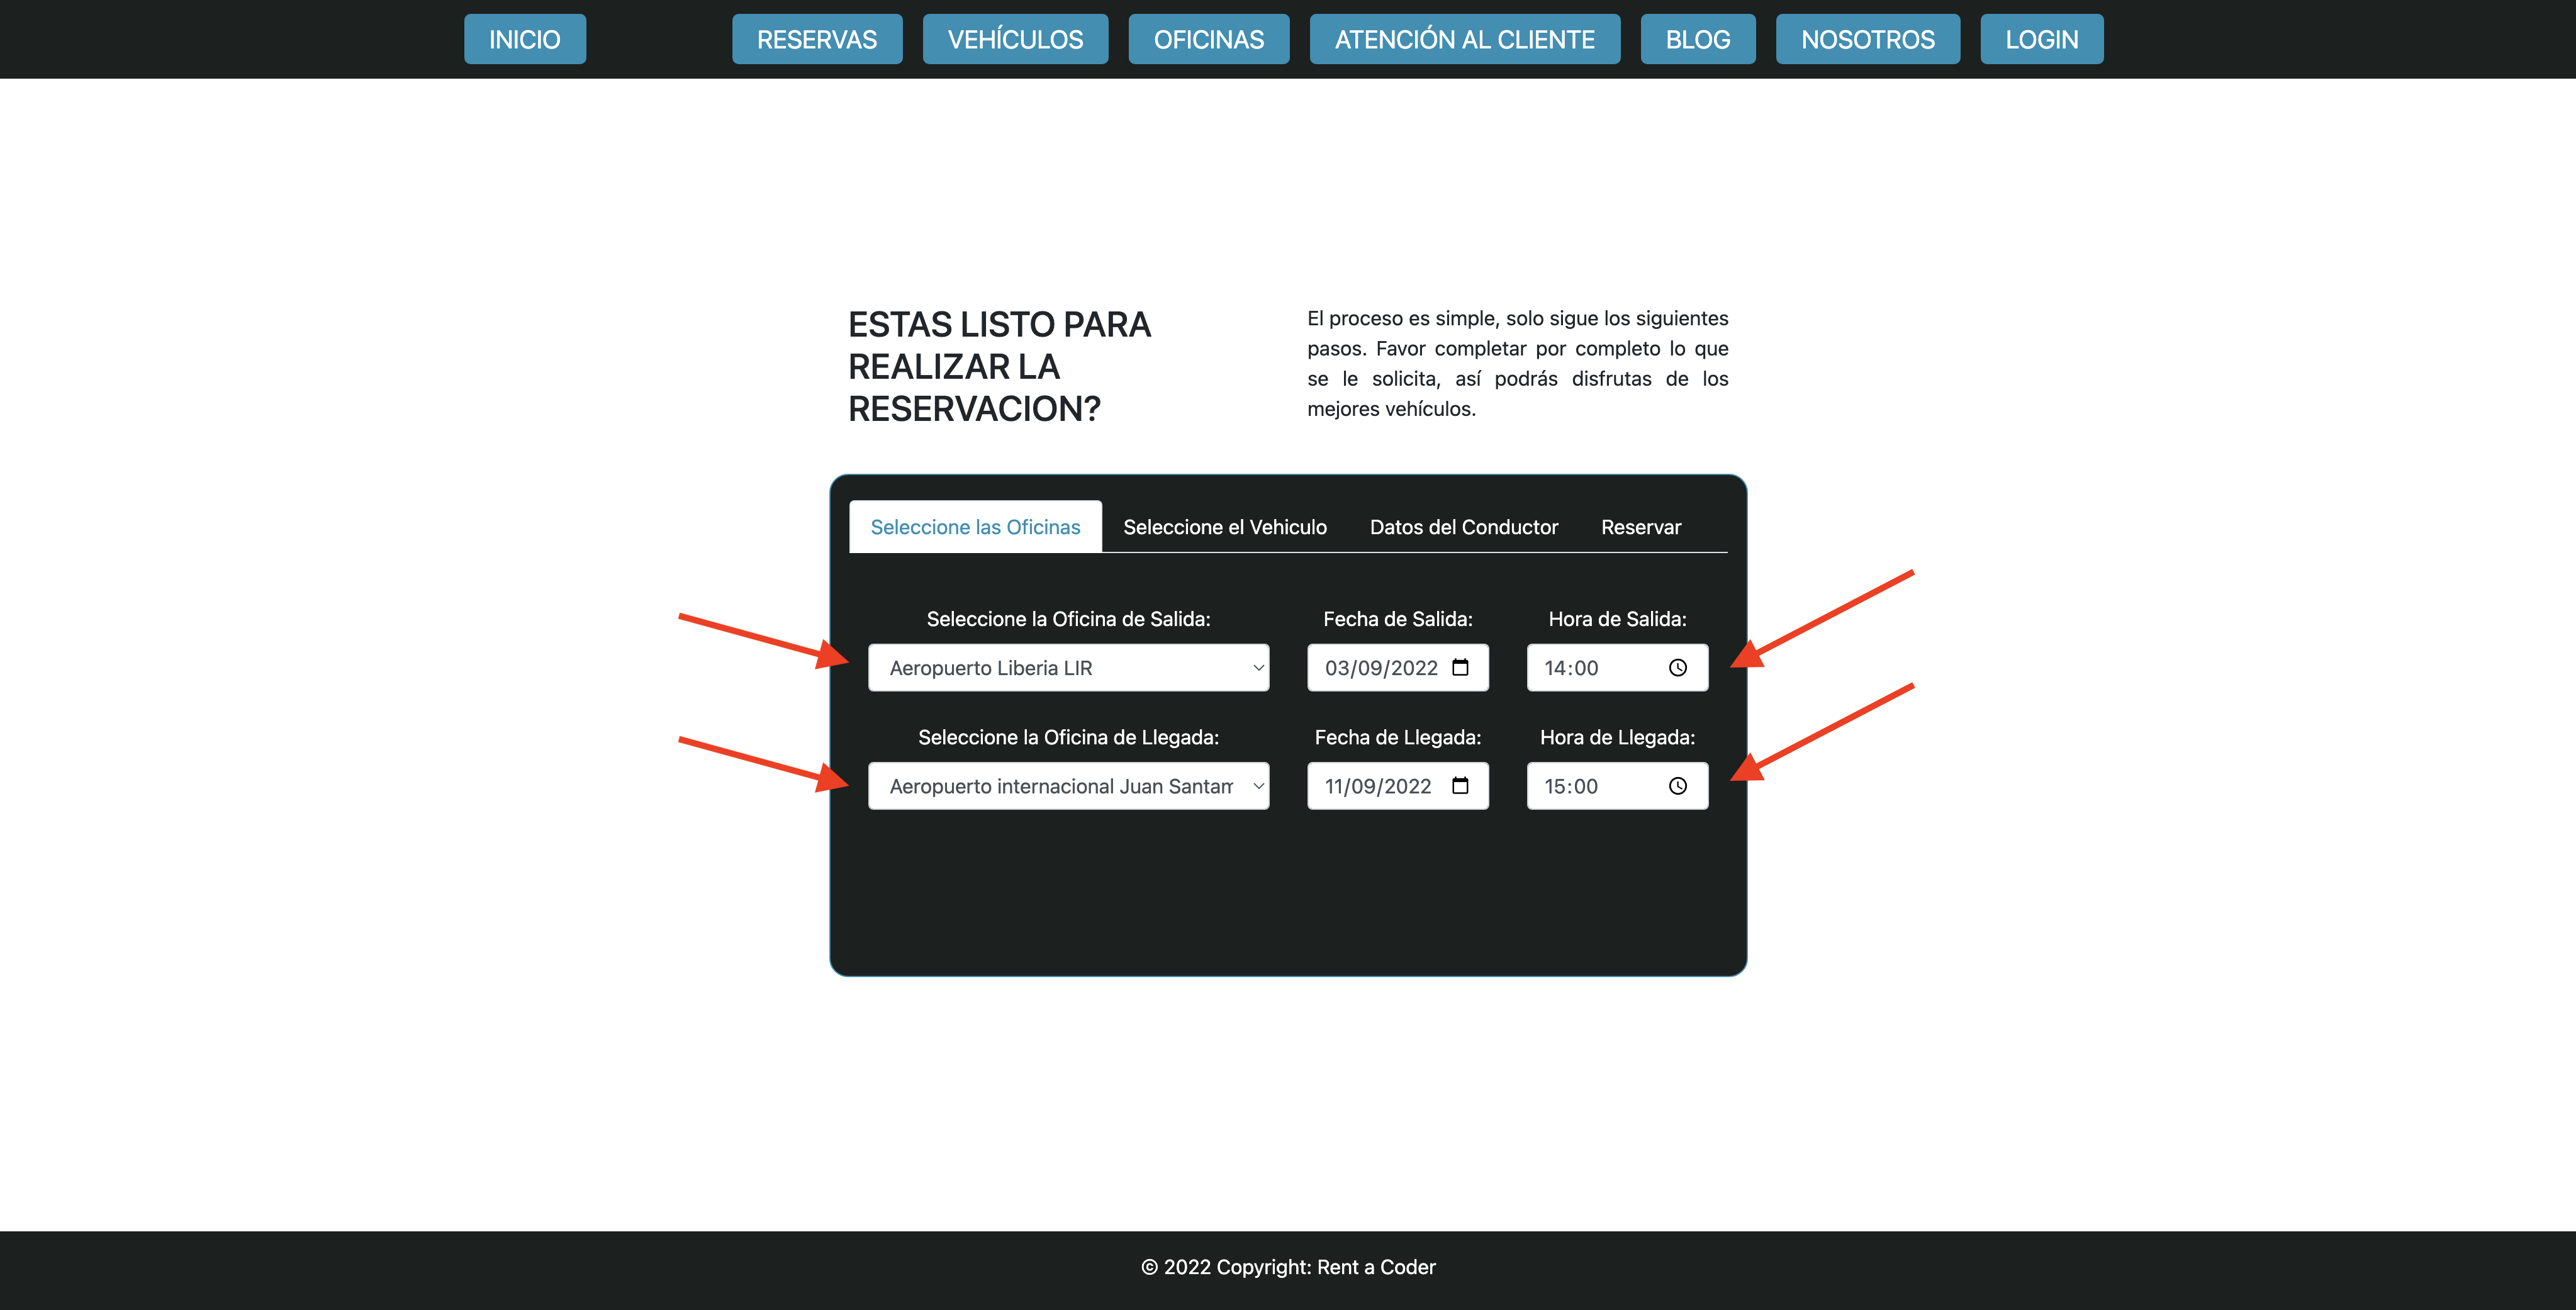 INICIO RESERVAS VEHÍCULOS OFICINAS ATENCIÓN AL CLIENTE BLOG NOSOTROS LOGIN
ESTAS LISTO PARA
REALIZAR LA
RESERVACION?
El proceso es simple, solo sigue los siguientes
pasos. Favor completar por completo lo que
se le solicita, así podrás disfrutas de los
mejores vehículos.
Seleccione las Oficinas Seleccione el Vehiculo Datos del Conductor Reservar
Seleccione la Oficina de Salida: Fecha de Salida: Hora de Salida:
Aeropuerto Liberia LIR 03/09/2022 14:00
Seleccione la Oficina de Llegada: Fecha de Llegada: Hora de Llegada:
Aeropuerto internacional Juan Santam 11/09/2022 15:00
© 2022 Copyright: Rent a Coder